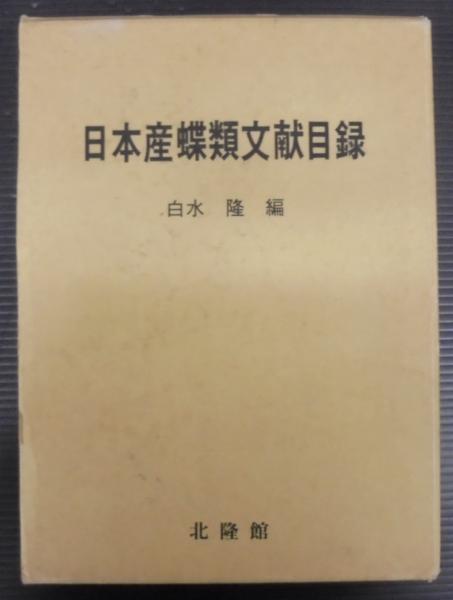 日本産蝶類文献目録
白水 隆 編
北隆館